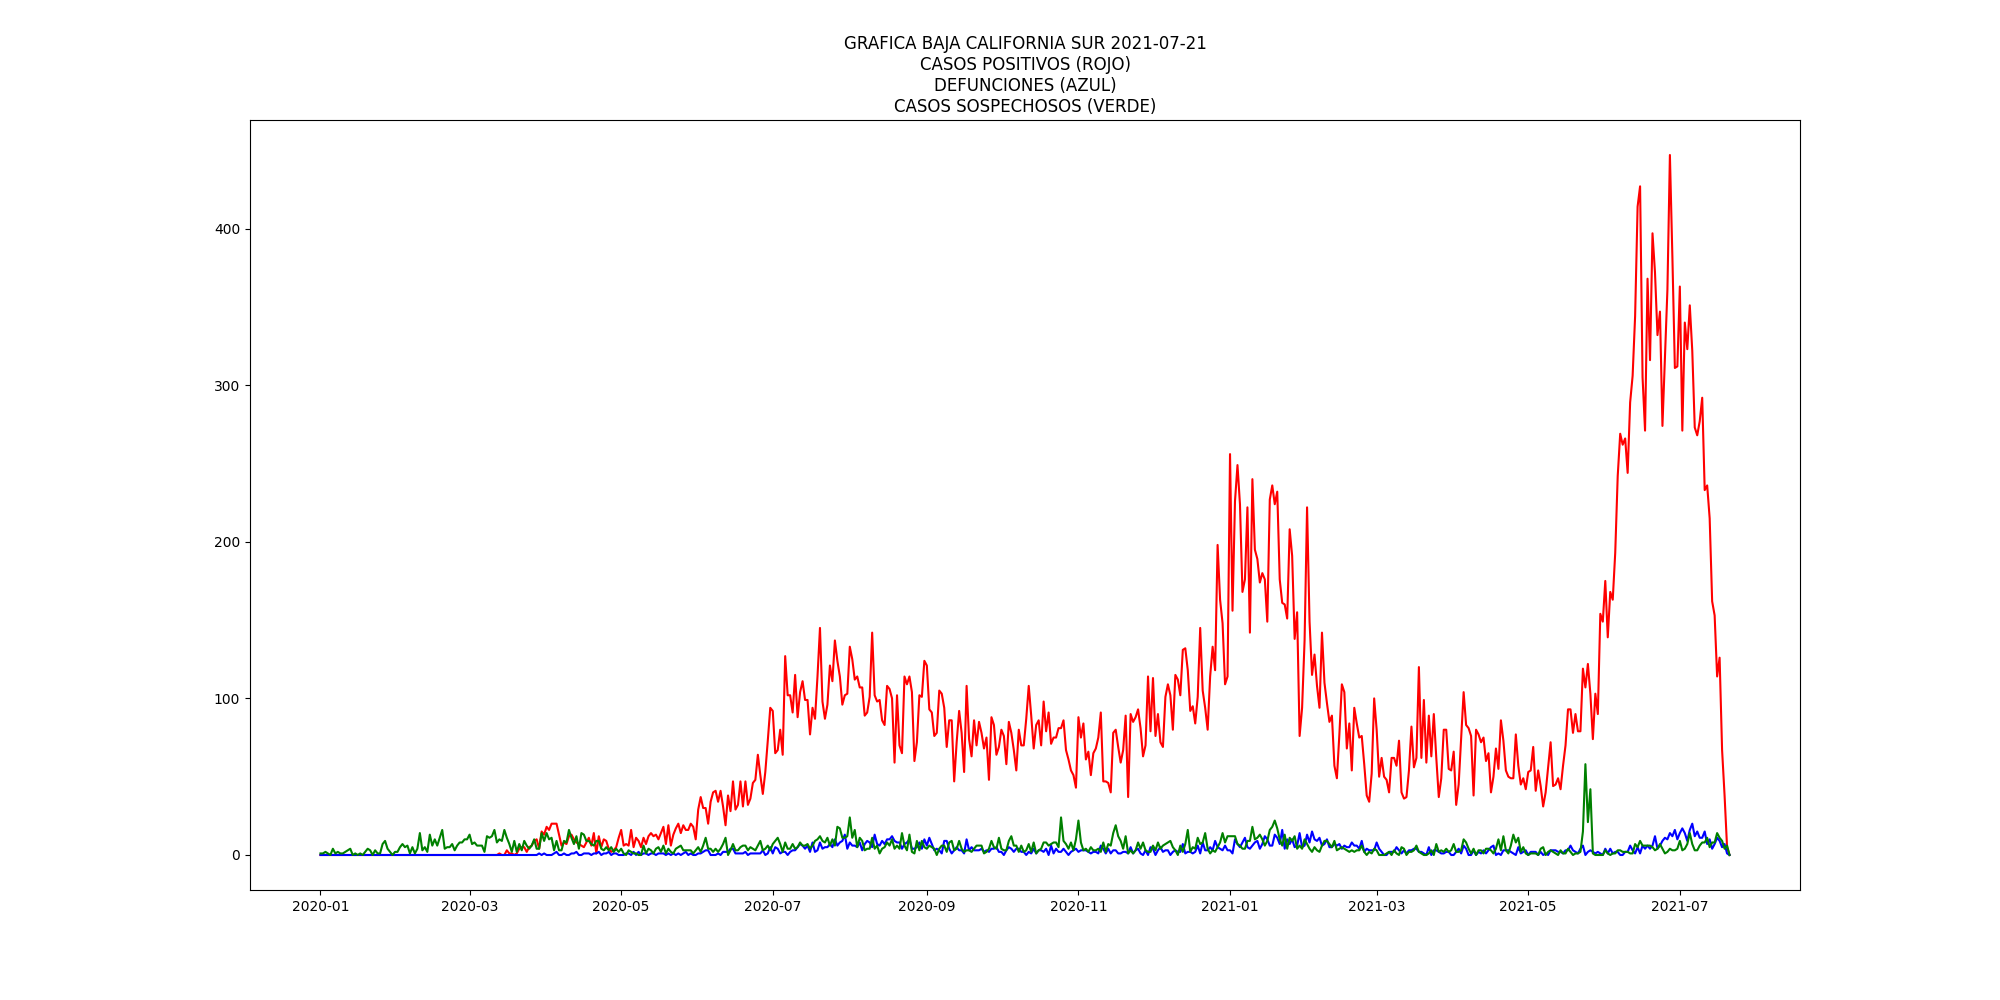 GRAFICA BAJA CALIFORNIA SUR 2021-07-21
CASOS POSITIVOS (ROJO)
DEFUNCIONES (AZUL)
CASOS SOSPECHOSOS (VERDE)
400
300
200
100
0
2020-01 2020-03 2020-05 2020-07 2020-09 2020-11 2021-01 2021-03 2021-05 2021-07